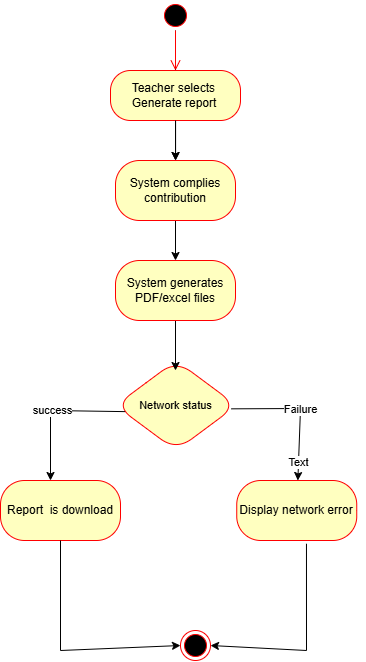 Teacher selects
Generate report
System complies
contribution
System generates
PDF/excel files
Network status
success
Failure
Text
Report  is download
Display network error